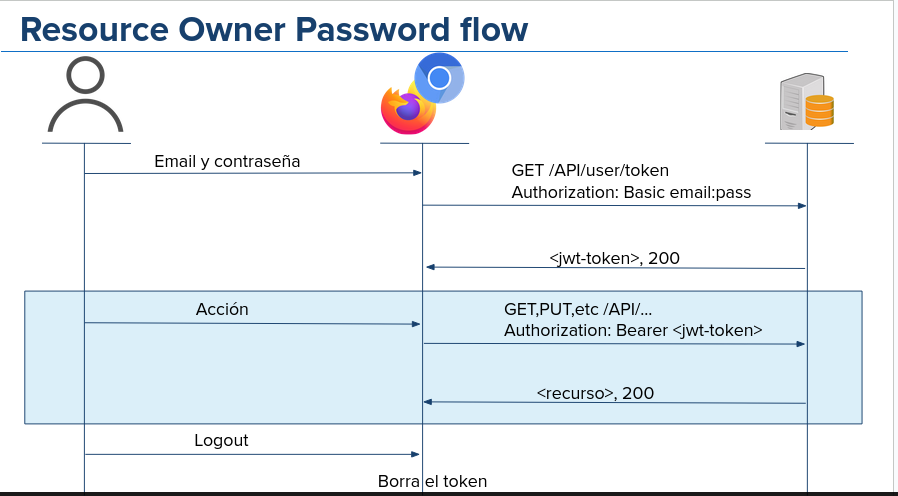 Resource Owner Password flow
Email y contraseña
GET /API/user/token
Authorization: Basic email:pass
<jwt-token>, 200
Acción
GET,PUT,etc /API/...
Authorization: Bearer <jwt-token>
<recurso>, 200
Logout
Borra el token